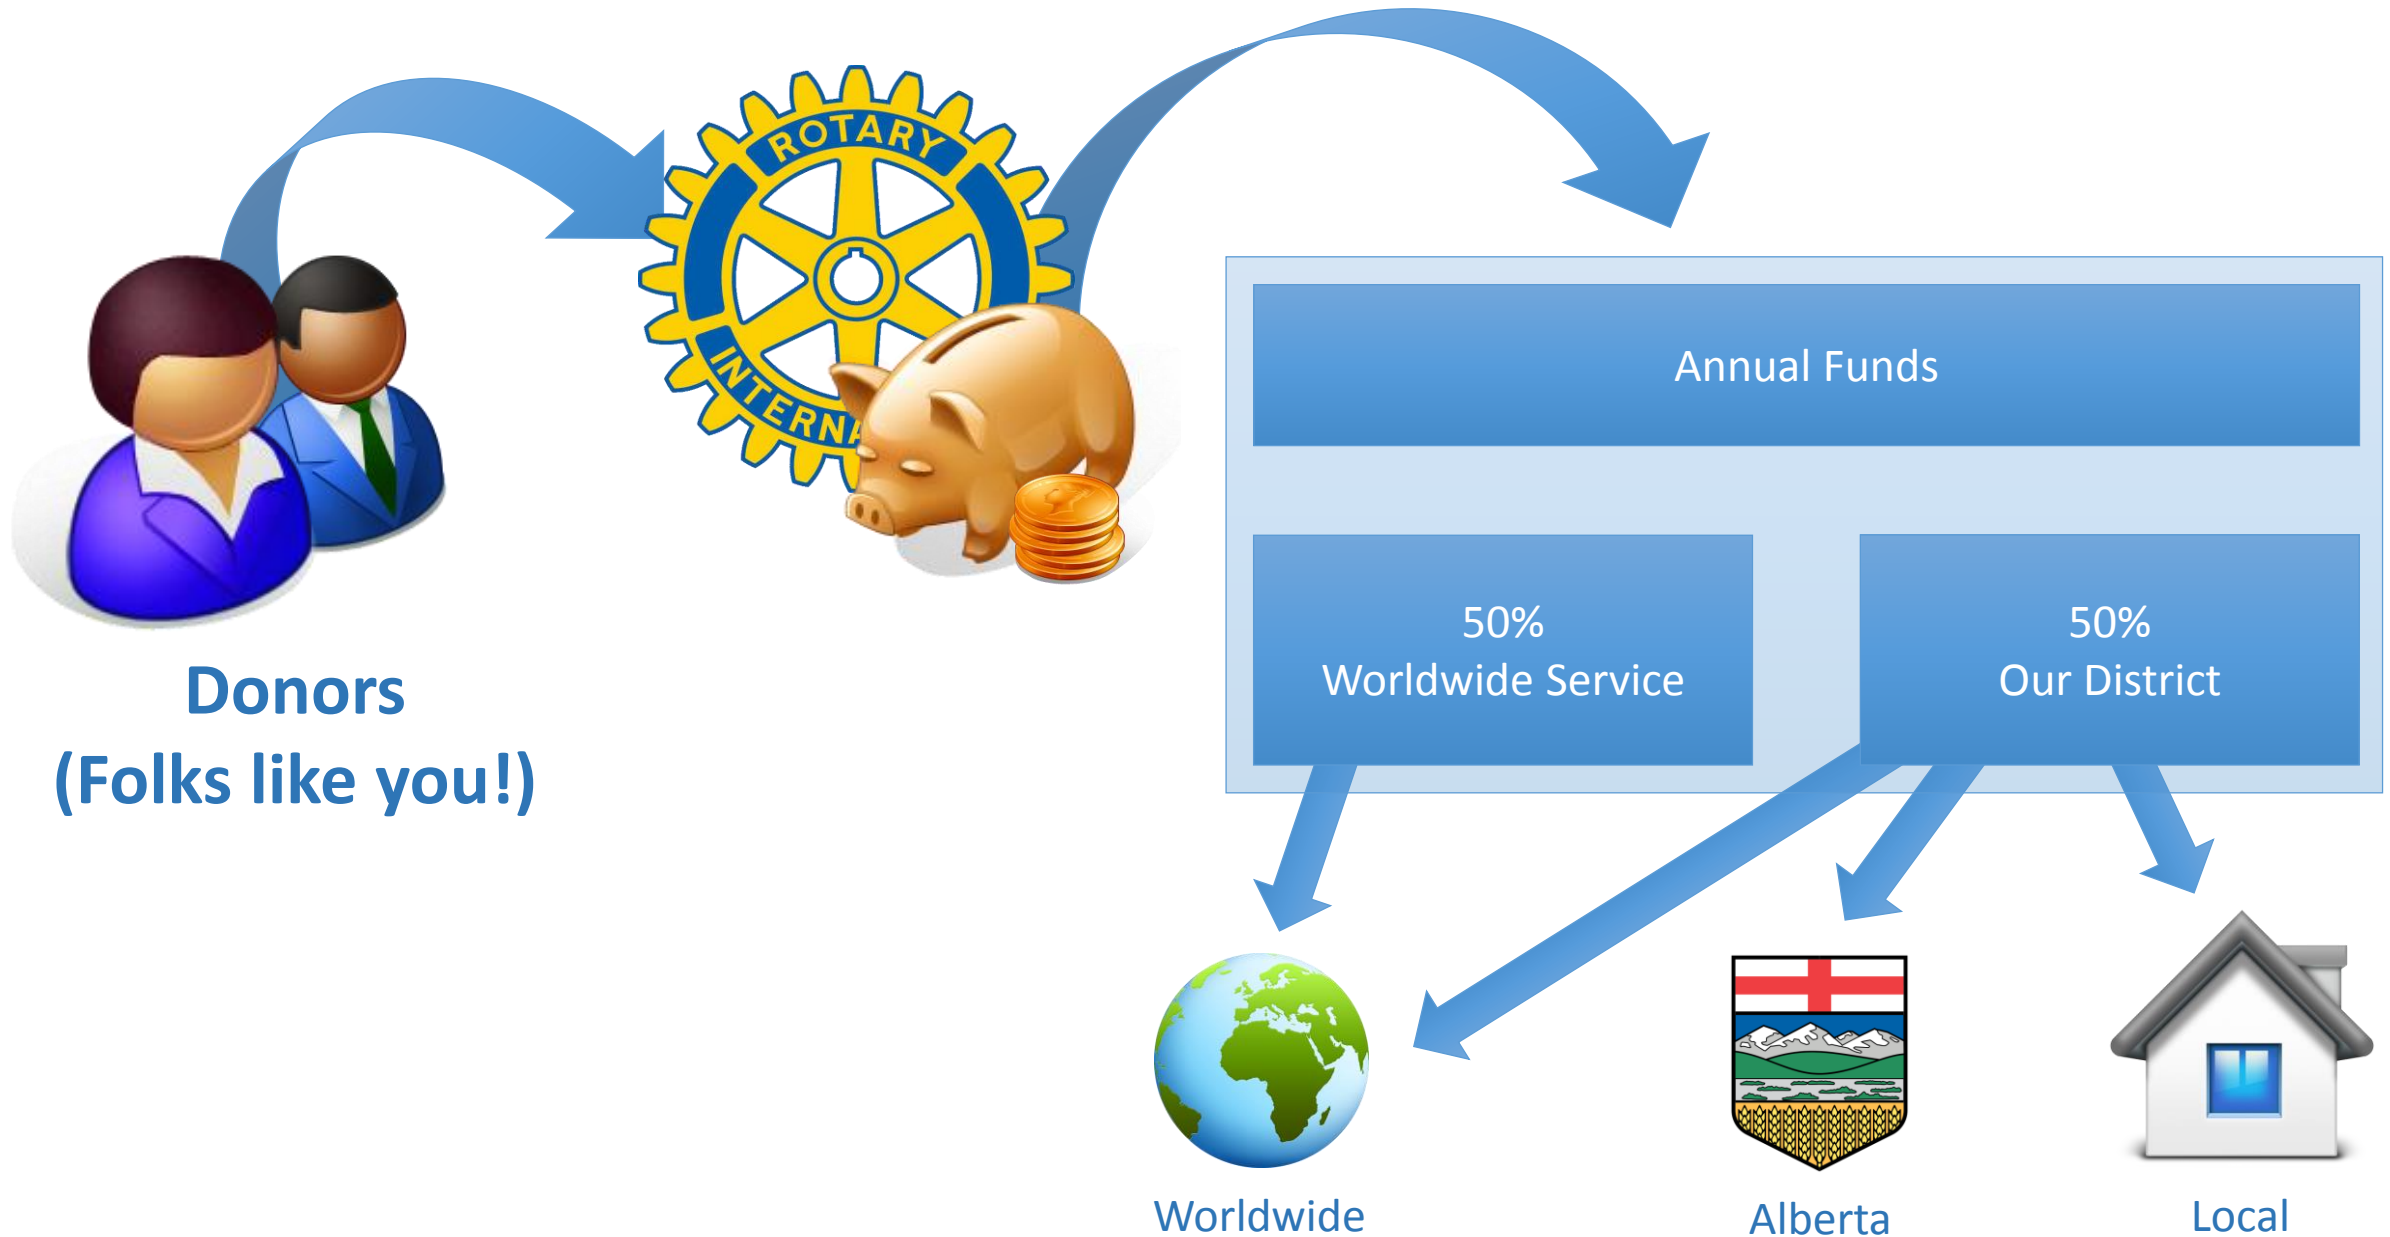 ROTARY
INTERNA
Annual Funds
50%
Worldwide Service
50%
Our District
Donors
(Folks like you!)
Worldwide
Alberta
Local